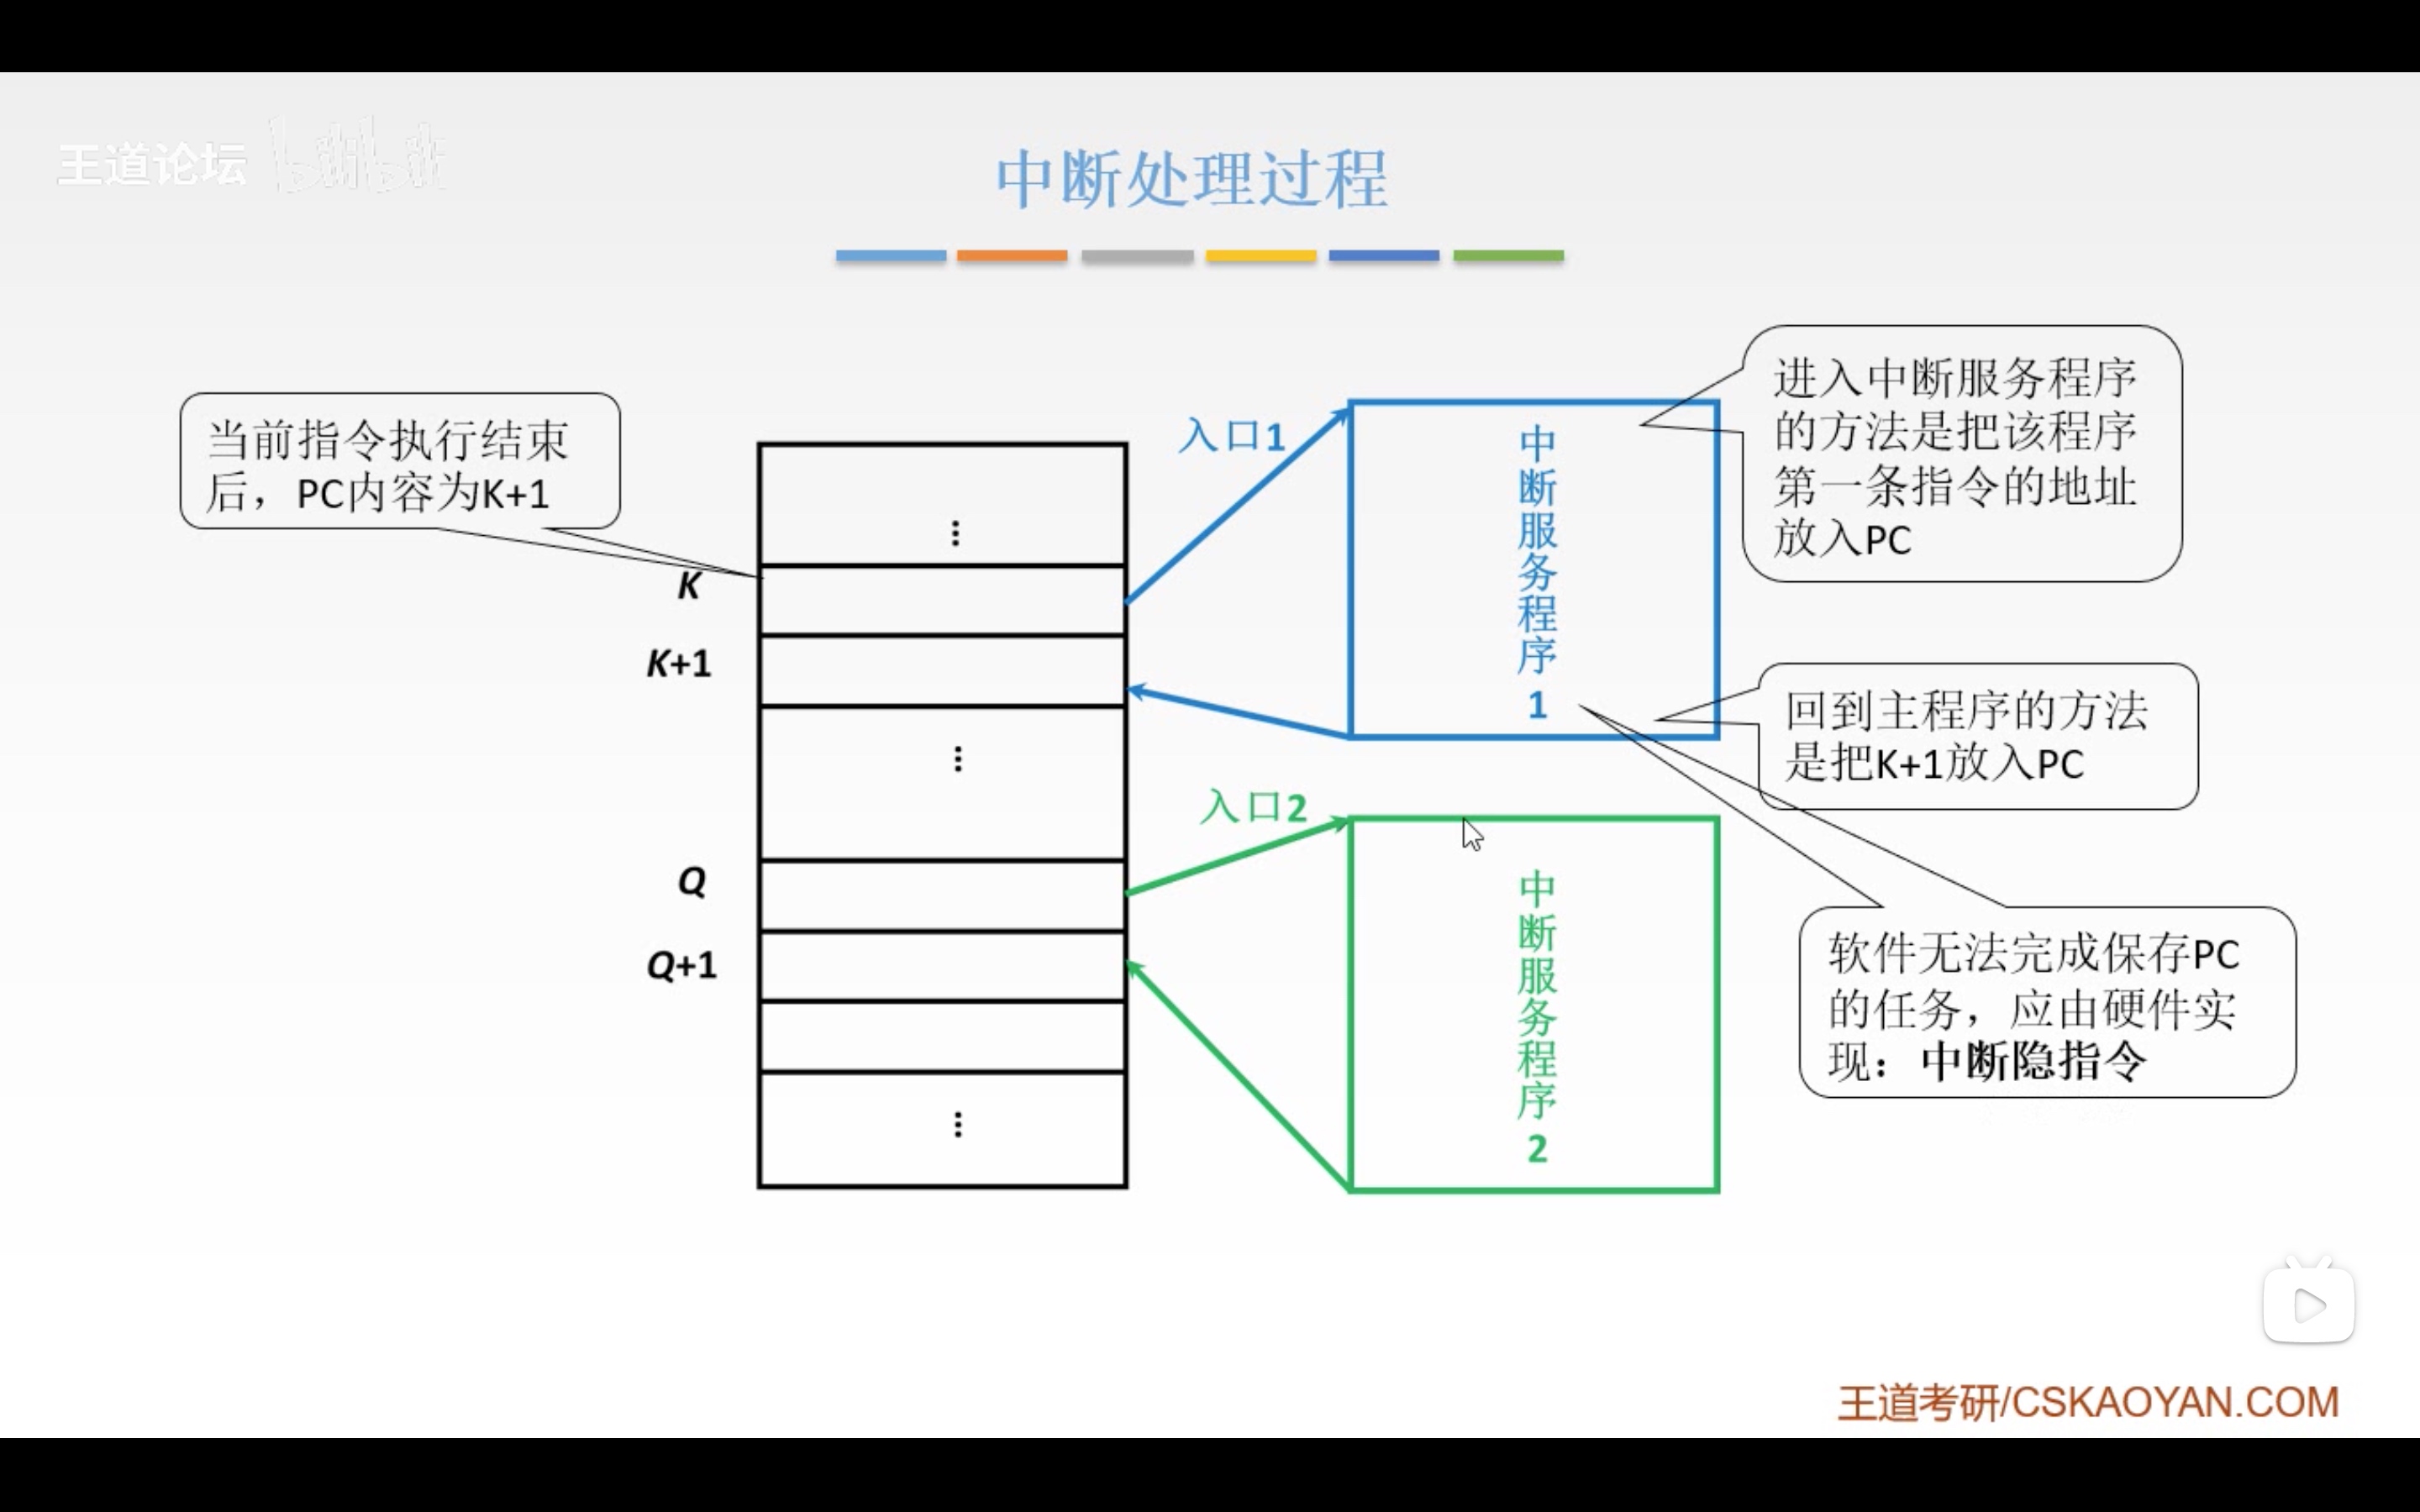 王道论坛 bilibili
中断处理过程
当前指令执行结束
后，PC内容为K+1
⋮
K
K+1
⋮
Q
Q+1
⋮
入口1
中断服务程序1
入口2
中断服务程序2
进入中断服务程序
的方法是把该程序
第一条指令的地址
放入PC
回到主程序的方法
是把K+1放入PC
软件无法完成保存PC
的任务，应由硬件实
现：中断隐指令
王道考研/CSKAOYAN.COM